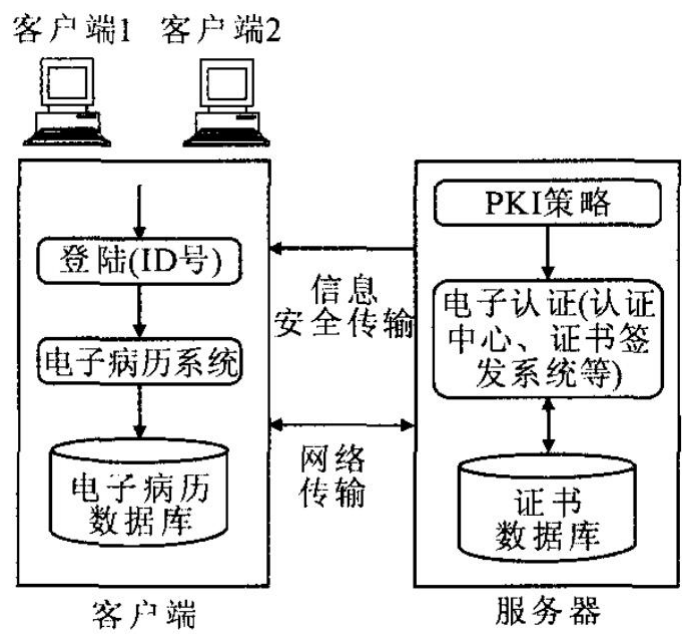 客户端1
客户端2
登陆(ID号)
电子病历系统
电子病历
数据库
客户端
信息
安全传输
网络
传输
PKI策略
电子认证(认证
中心、证书签
发系统等)
证书
数据库
服务器